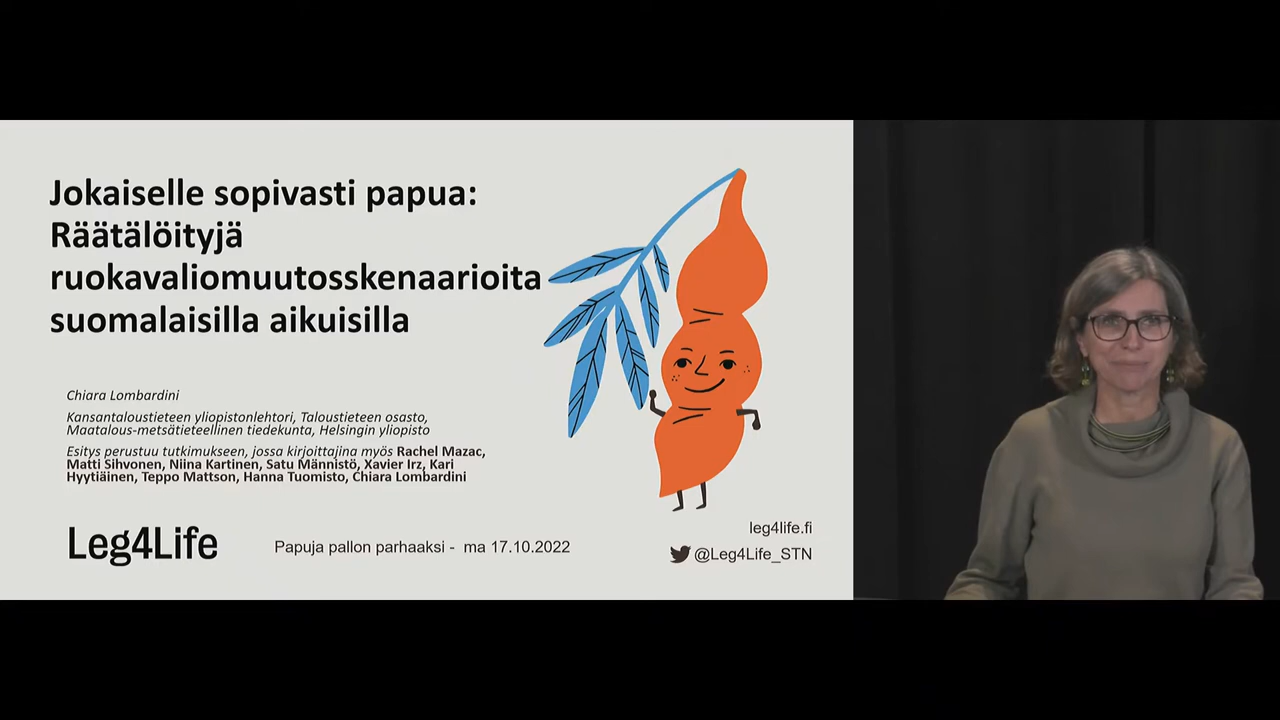 Jokaiselle sopivasti papua:
Räätälöityjä
ruokavaliomuutosskenaarioita
suomalaisilla aikuisilla
Chiara Lombardini
Kansantaloustieteen yliopistonlehtori, Taloustieteen osasto,
Maatalous-metsätieteellinen tiedekunta, Helsingin yliopisto
Esitys perustuu tutkimukseen, jossa kirjoittajina myös Rachel Mazac,
Matti Sihvonen, Niina Kartinen, Satu Männistö, Xavier Irz, Kari
Hyytiäinen, Teppo Mattson, Hanna Tuomisto, Chiara Lombardini
Leg4Life
Papuja pallon parhaaksi - ma 17.10.2022
leg4life.fi
@Leg4Life_STN